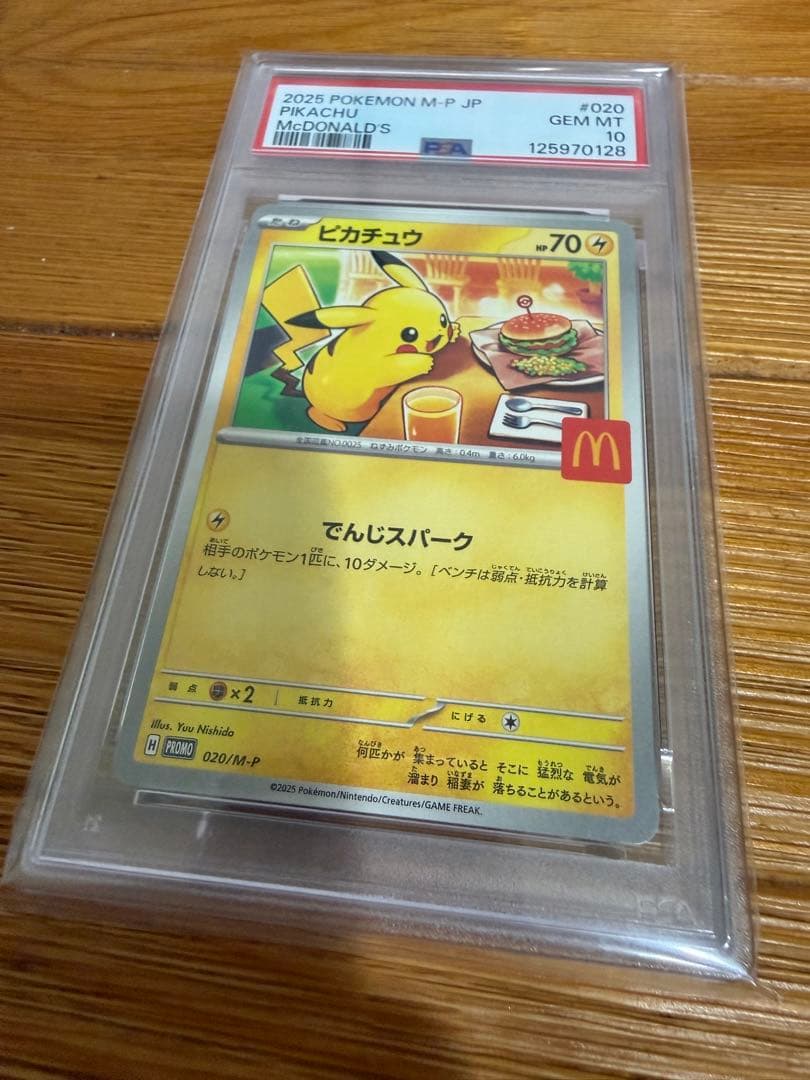 2025 POKEMON M-P JP #020
PIKACHU GEM MT
McDONALD'S 10
PSA 125970128
たね ピカチュウ HP 70
全国図鑑NO.0025 ねずみポケモン 高さ:0.4m 重さ:6.0kg
でんじスパーク
相手のポケモン1匹に、10ダメージ。[ベンチは弱点・抵抗力を計算
しない。]
弱点 ×2 抵抗力 にげる
illus. Yuu Nishida
H PROMO 020/M-P
何匹かが 集まっていると そこに 猛烈な 電気が
溜まり 稲妻が 落ちることがあるという。
©2025 Pokémon/Nintendo/Creatures/GAME FREAK.
PSA